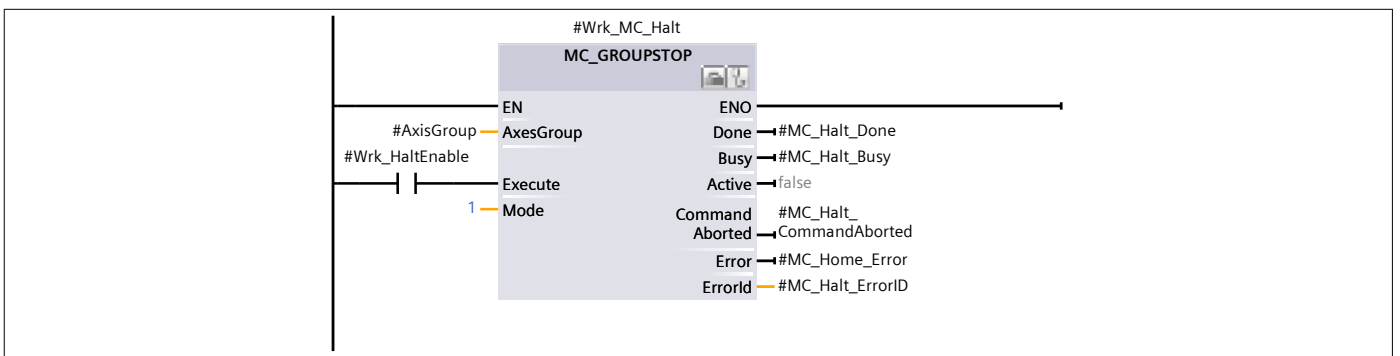 #Wrk_MC_Halt
MC_GROUPSTOP
EN
ENO
#AxisGroup
AxesGroup
Done
#MC_Halt_Done
#Wrk_HaltEnable
Busy
#MC_Halt_Busy
Execute
Active
false
1
Mode
Command
Aborted
#MC_Halt_
CommandAborted
Error
#MC_Home_Error
ErrorId
#MC_Halt_ErrorID